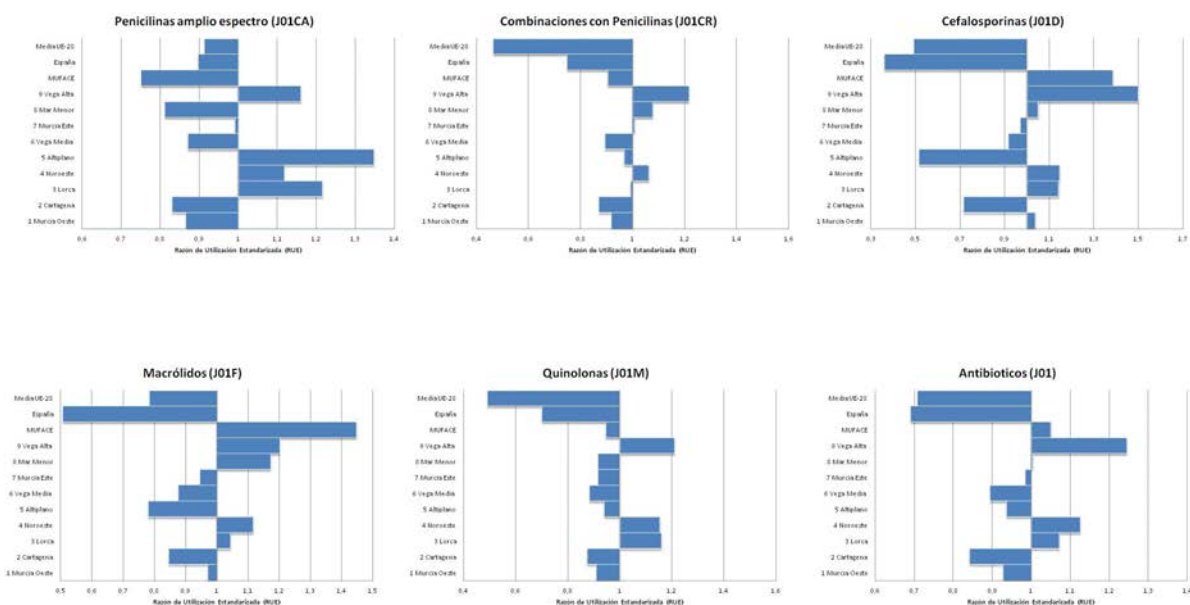 Penicilinas amplio espectro (J01CA)
Media UE-20
España
MUFACE
9 Vega Alta
8 Mar Menor
7 Murcia Este
6 Vega Media
5 Altiplano
4 Noroeste
3 Lorca
2 Cartagena
1 Murcia Oeste
0,6 0,7 0,8 0,9 1 1,1 1,2 1,3 1,4
Razón de Utilización Estandarizada (RUE)
Combinaciones con Penicilinas (J01CR)
Media UE-20
España
MUFACE
9 Vega Alta
8 Mar Menor
7 Murcia Este
6 Vega Media
5 Altiplano
4 Noroeste
3 Lorca
2 Cartagena
1 Murcia Oeste
0,4 0,6 0,8 1 1,2 1,4 1,6
Razón de Utilización Estandarizada (RUE)
Cefalosporinas (J01D)
Media UE-20
España
MUFACE
9 Vega Alta
8 Mar Menor
7 Murcia Este
6 Vega Media
5 Altiplano
4 Noroeste
3 Lorca
2 Cartagena
1 Murcia Oeste
0,3 0,5 0,7 0,9 1,1 1,3 1,5 1,7
Razón de Utilización Estandarizada (RUE)
Macrólidos (J01F)
Media UE-20
España
MUFACE
9 Vega Alta
8 Mar Menor
7 Murcia Este
6 Vega Media
5 Altiplano
4 Noroeste
3 Lorca
2 Cartagena
1 Murcia Oeste
0,5 0,6 0,7 0,8 0,9 1 1,1 1,2 1,3 1,4 1,5
Razón de Utilización Estandarizada (RUE)
Quinolonas (J01M)
Media UE-20
España
MUFACE
9 Vega Alta
8 Mar Menor
7 Murcia Este
6 Vega Media
5 Altiplano
4 Noroeste
3 Lorca
2 Cartagena
1 Murcia Oeste
0,4 0,6 0,8 1 1,2 1,4 1,6
Razón de Utilización Estandarizada (RUE)
Antibioticos (J01)
Media UE-20
España
MUFACE
9 Vega Alta
8 Mar Menor
7 Murcia Este
6 Vega Media
5 Altiplano
4 Noroeste
3 Lorca
2 Cartagena
1 Murcia Oeste
0,6 0,7 0,8 0,9 1 1,1 1,2 1,3 1,4
Razón de Utilización Estandarizada (RUE)